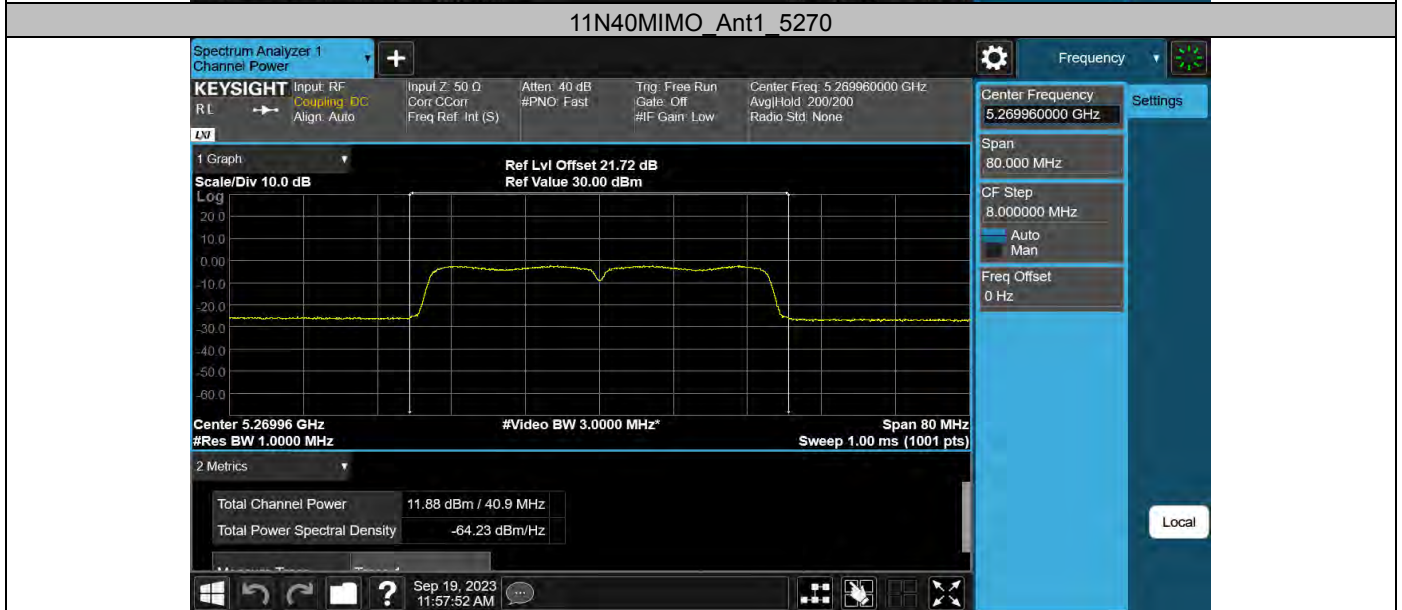 11N40MIMO_Ant1_5270
Spectrum Analyzer 1
Channel Power
Frequency
KEYSIGHT
RL
LXI
Input: RF
Coupling: DC
Align: Auto
Input Z: 50 Ω
Corr CCorr
Freq Ref: Int (S)
Atten: 40 dB
#PNO: Fast
Trig: Free Run
Gate: Off
#IF Gain: Low
Center Freq: 5.269960000 GHz
Avg|Hold: 200/200
Radio Std: None
Center Frequency
5.269960000 GHz
Settings
Span
80.000 MHz
CF Step
8.000000 MHz
Auto
Man
Freq Offset
0 Hz
1 Graph
Scale/Div 10.0 dB
Ref Lvl Offset 21.72 dB
Ref Value 30.00 dBm
Log
20.0
10.0
0.00
-10.0
-20.0
-30.0
-40.0
-50.0
-60.0
Center 5.26996 GHz
#Res BW 1.0000 MHz
#Video BW 3.0000 MHz*
Span 80 MHz
Sweep 1.00 ms (1001 pts)
2 Metrics
Total Channel Power 11.88 dBm / 40.9 MHz
Total Power Spectral Density -64.23 dBm/Hz
Local
?
Sep 19, 2023
11:57:52 AM